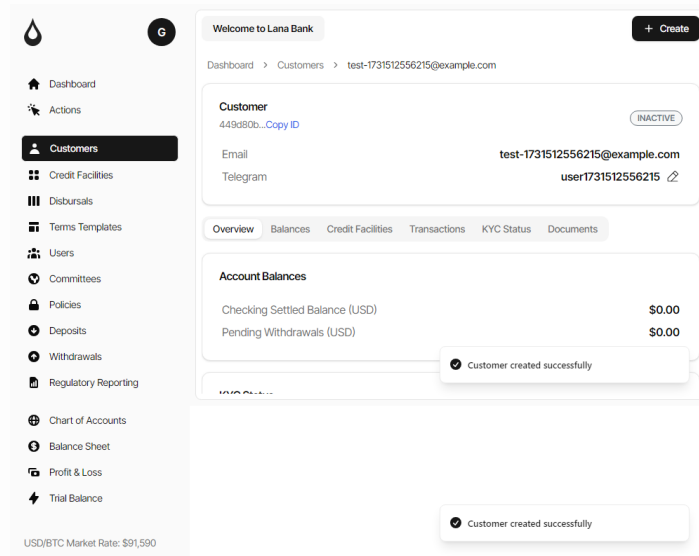 G
Dashboard
Actions
Customers
Credit Facilities
Disbursals
Terms Templates
Users
Committees
Policies
Deposits
Withdrawals
Regulatory Reporting
Chart of Accounts
Balance Sheet
Profit & Loss
Trial Balance
USD/BTC Market Rate: $91,590
Welcome to Lana Bank
+ Create
Dashboard > Customers > test-1731512556215@example.com
Customer
449d80b...Copy ID
INACTIVE
Email test-1731512556215@example.com
Telegram user1731512556215
Overview Balances Credit Facilities Transactions KYC Status Documents
Account Balances
Checking Settled Balance (USD) $0.00
Pending Withdrawals (USD) $0.00
Customer created successfully
KYC Status
Customer created successfully